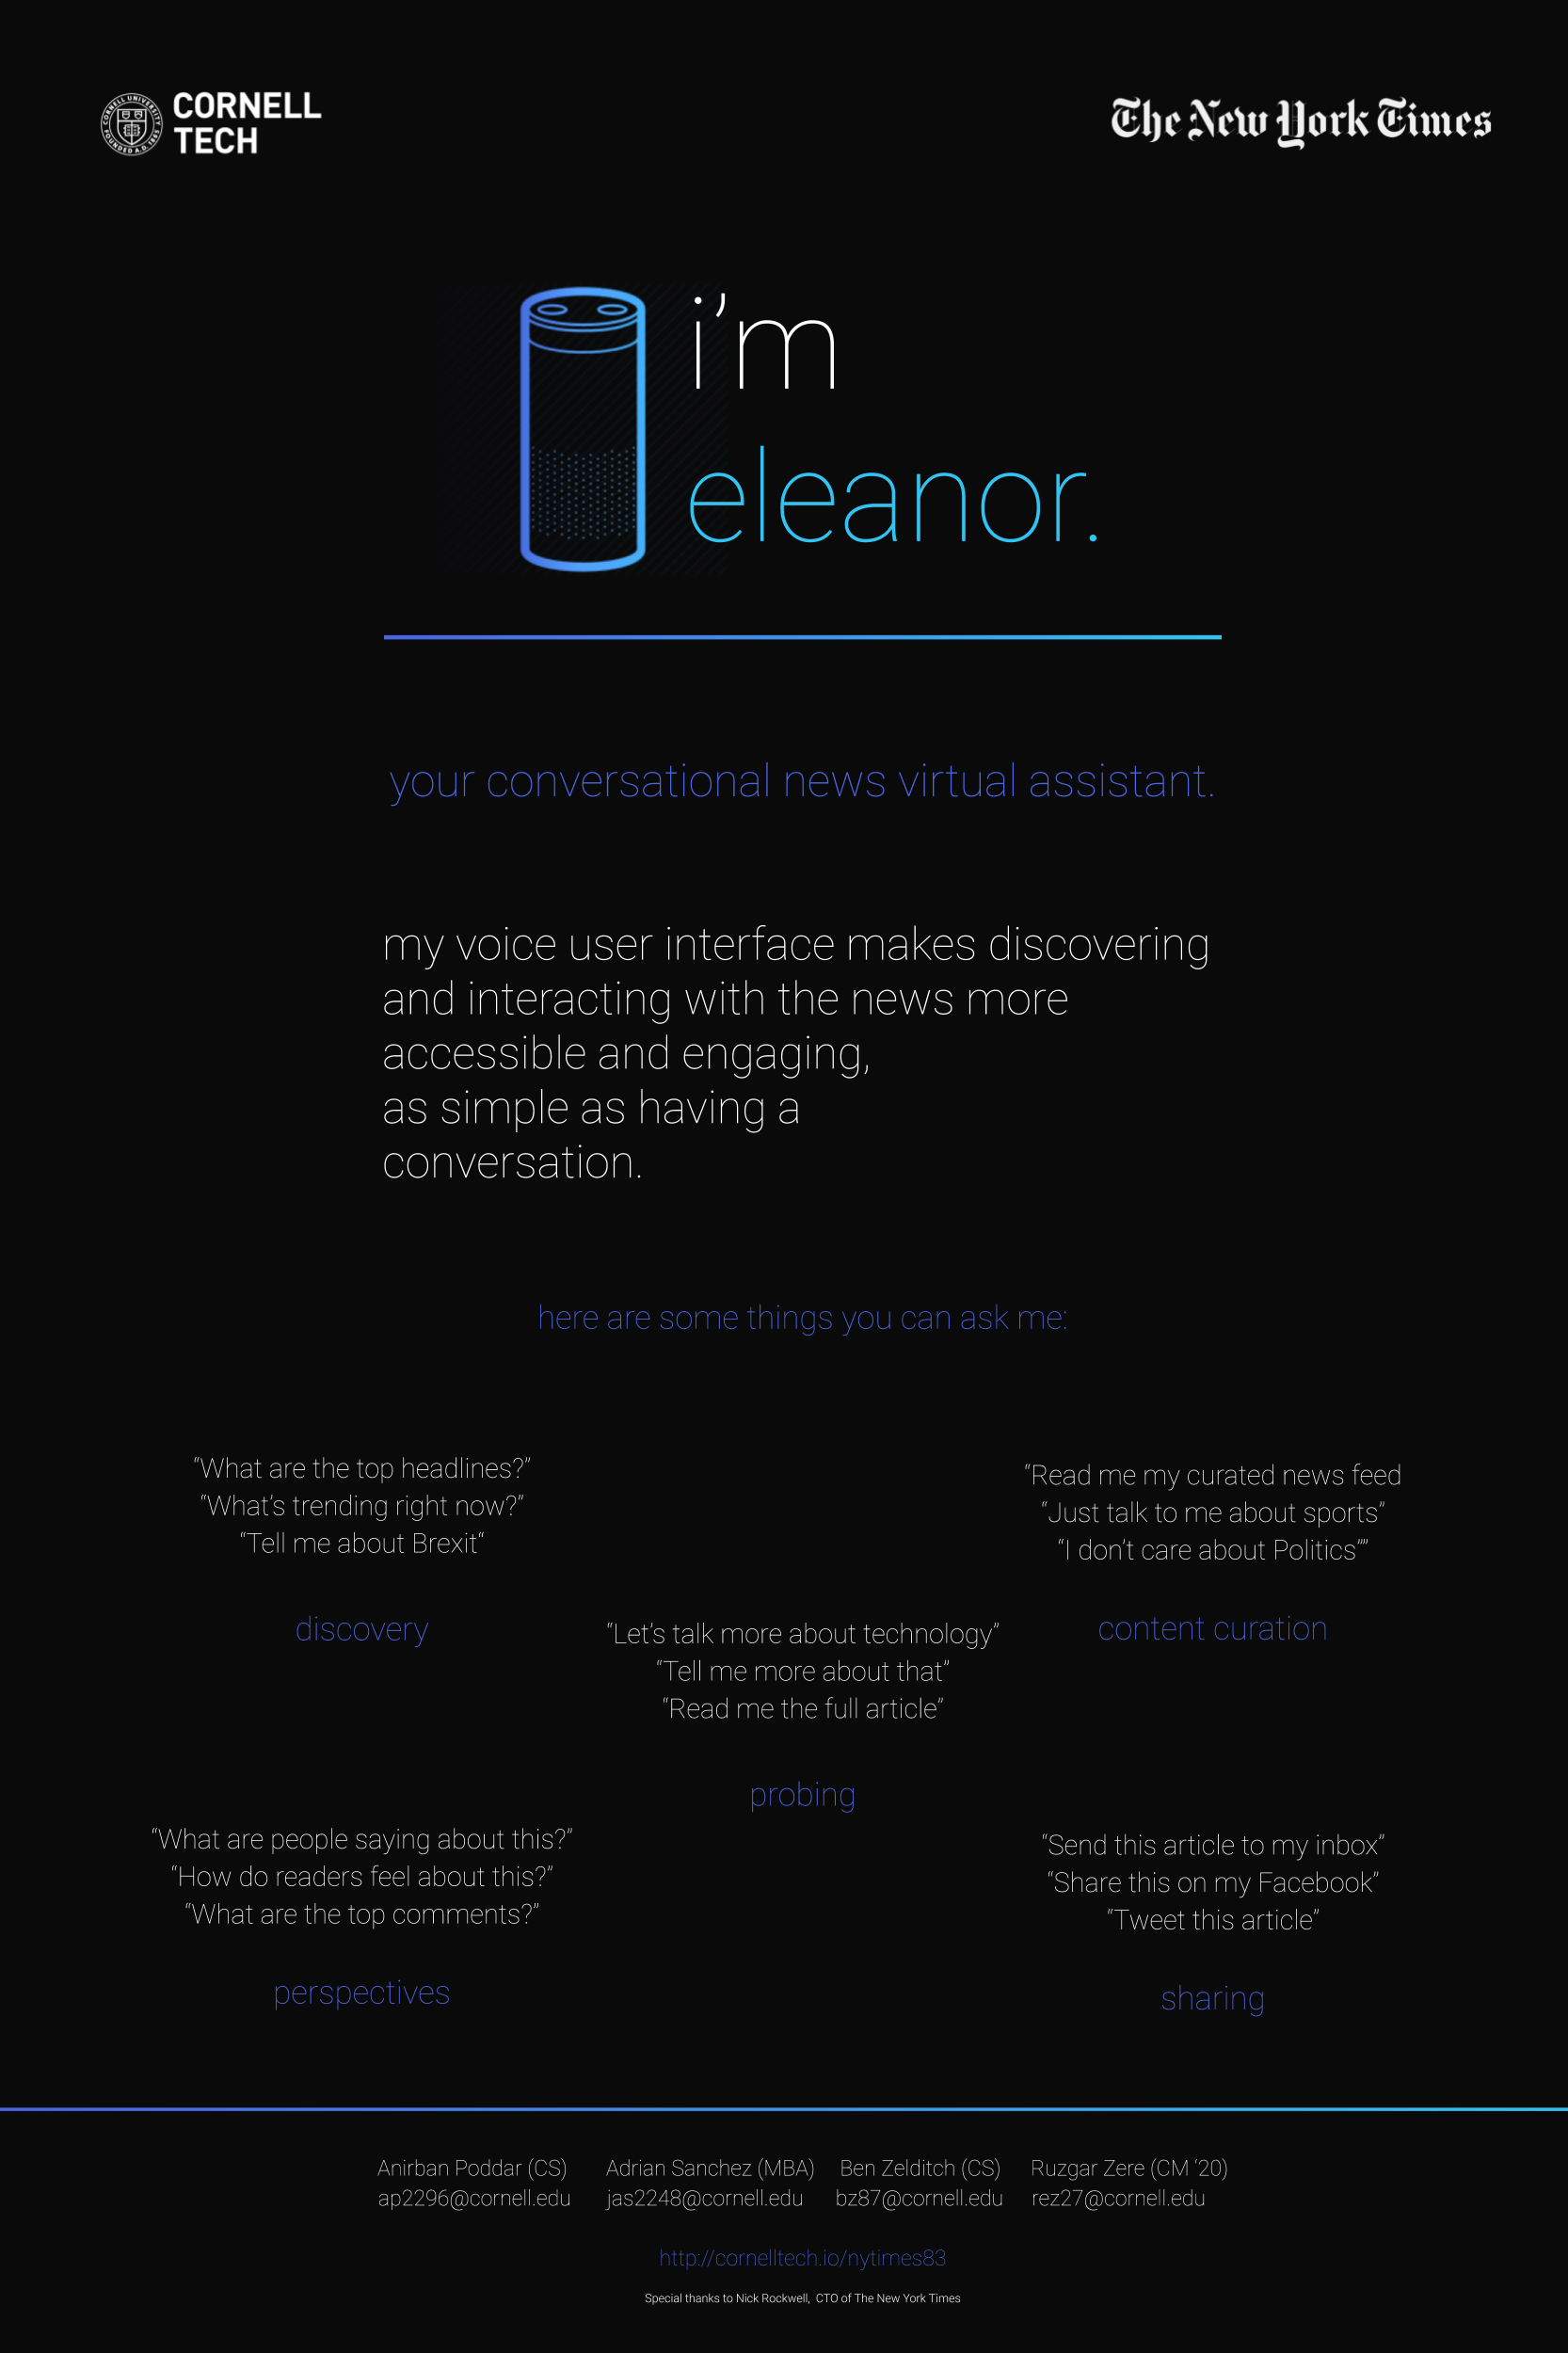 CORNELL UNIVERSITY FOUNDED A.D. 1865
CORNELL
TECH
The New York Times
i’m
eleanor.
your conversational news virtual assistant.
my voice user interface makes discovering
and interacting with the news more
accessible and engaging,
as simple as having a
conversation.
here are some things you can ask me:
“What are the top headlines?”
“What’s trending right now?”
“Tell me about Brexit“
discovery
“Read me my curated news feed
“Just talk to me about sports”
“I don’t care about Politics””
content curation
“Let’s talk more about technology”
“Tell me more about that”
“Read me the full article”
probing
“What are people saying about this?”
“How do readers feel about this?”
“What are the top comments?”
perspectives
“Send this article to my inbox”
“Share this on my Facebook”
“Tweet this article”
sharing
Anirban Poddar (CS) Adrian Sanchez (MBA) Ben Zelditch (CS) Ruzgar Zere (CM ‘20)
ap2296@cornell.edu jas2248@cornell.edu bz87@cornell.edu rez27@cornell.edu
http://cornelltech.io/nytimes83
Special thanks to Nick Rockwell, CTO of The New York Times